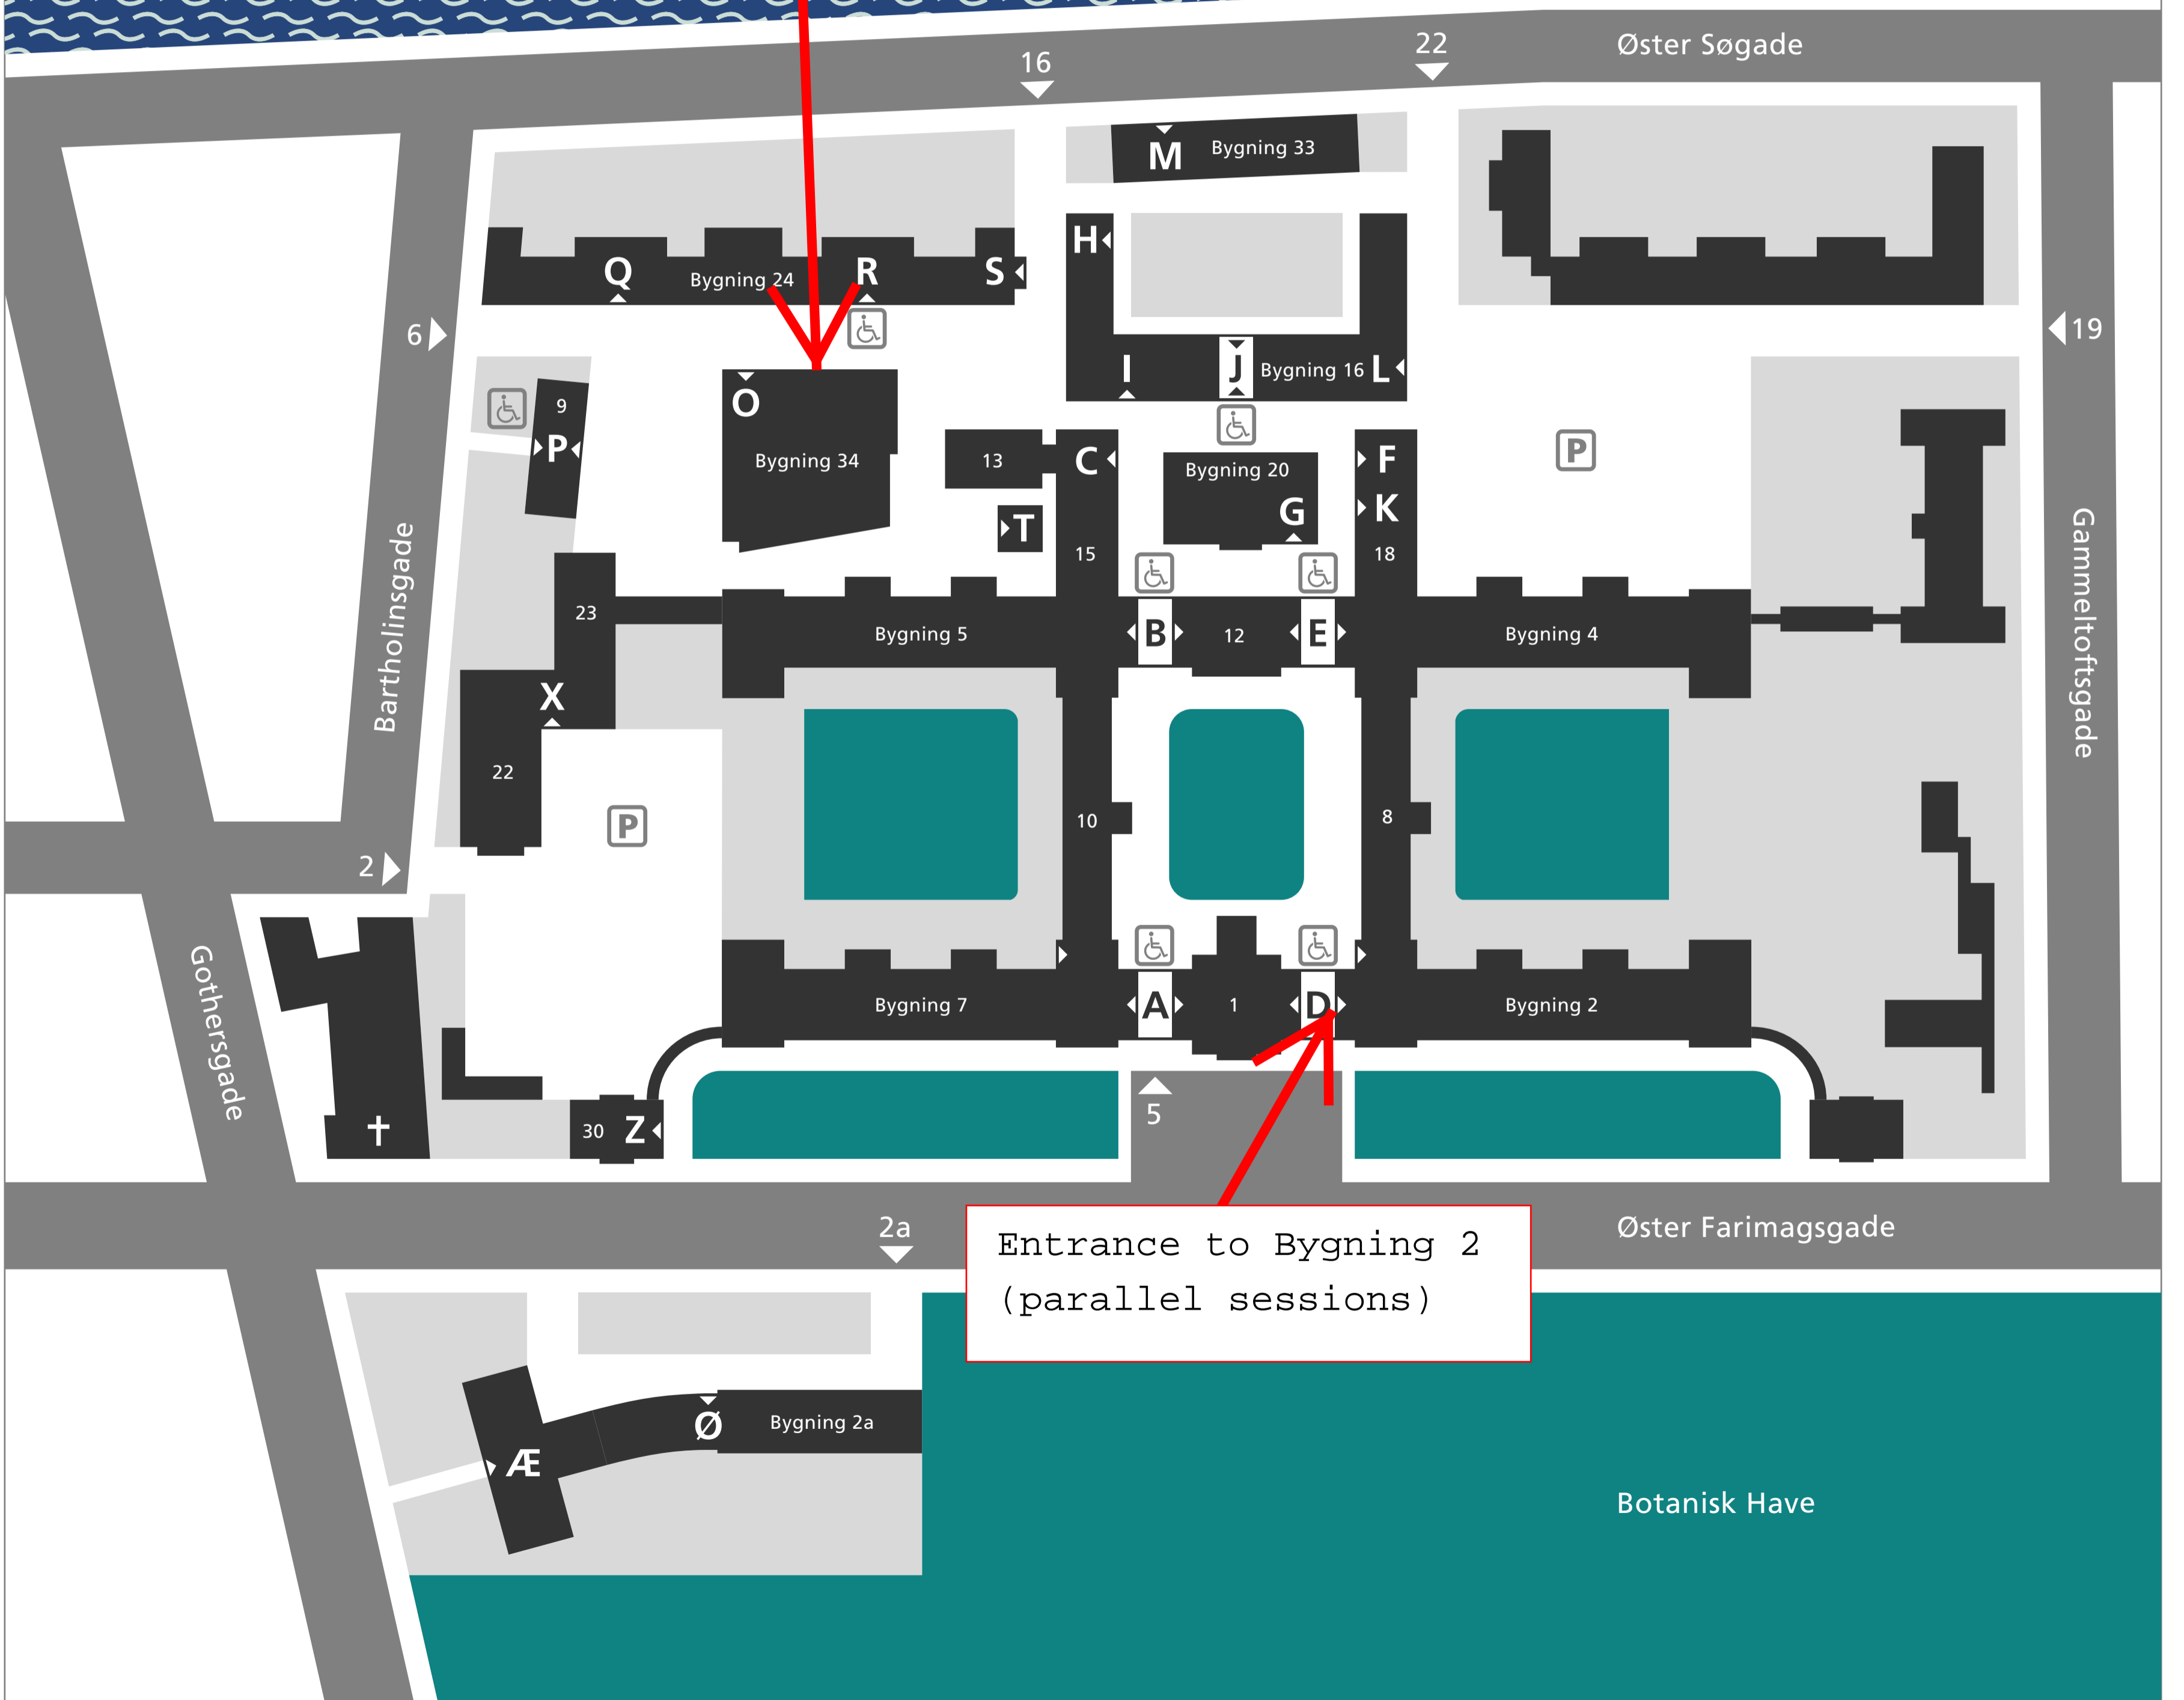 22
Øster Søgade
16
M
Bygning 33
H
Q
Bygning 24
R
S
6
19
I
J
Bygning 16
L
9
O
P
Bygning 34
13
C
Bygning 20
F
P
G
K
T
15
18
Gammeltoftsgade
Bartholinsgade
23
Bygning 5
B
12
E
Bygning 4
X
22
P
10
8
2
Gothersgade
Bygning 7
A
1
D
Bygning 2
5
30
Z
2a
Entrance to Bygning 2
(parallel sessions)
Øster Farimagsgade
Ø
Bygning 2a
Æ
Botanisk Have